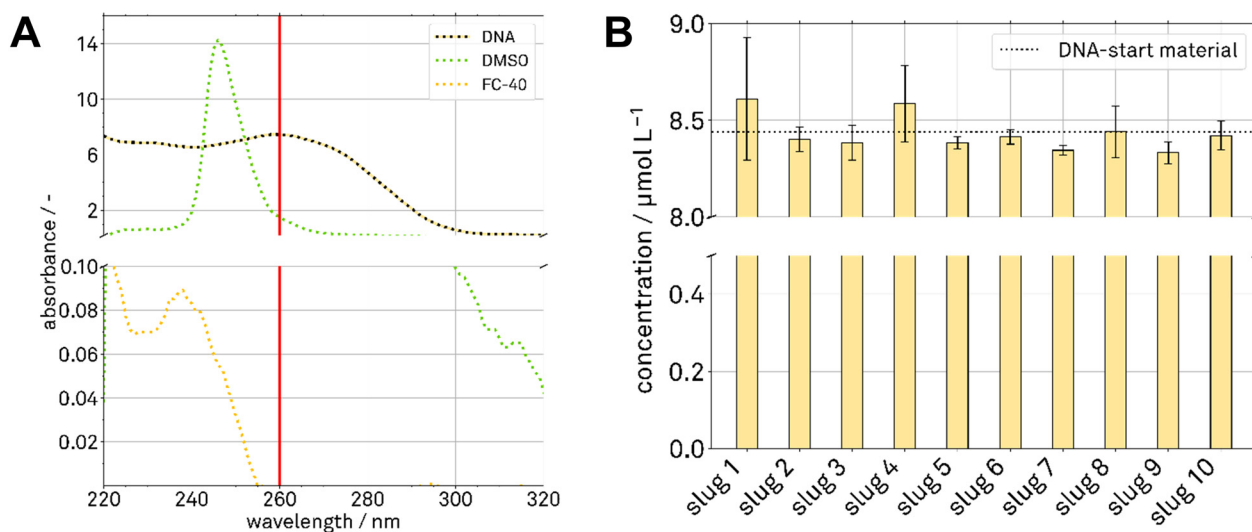 A
14
10
6
2
0.10
0.08
0.06
0.04
0.02
absorbance / -
DNA
DMSO
FC-40
220
240
260
280
300
320
wavelength / nm
B
9.0
8.5
8.0
0.4
0.2
0.0
concentration / μmol L⁻¹
DNA-start material
slug 1
slug 2
slug 3
slug 4
slug 5
slug 6
slug 7
slug 8
slug 9
slug 10